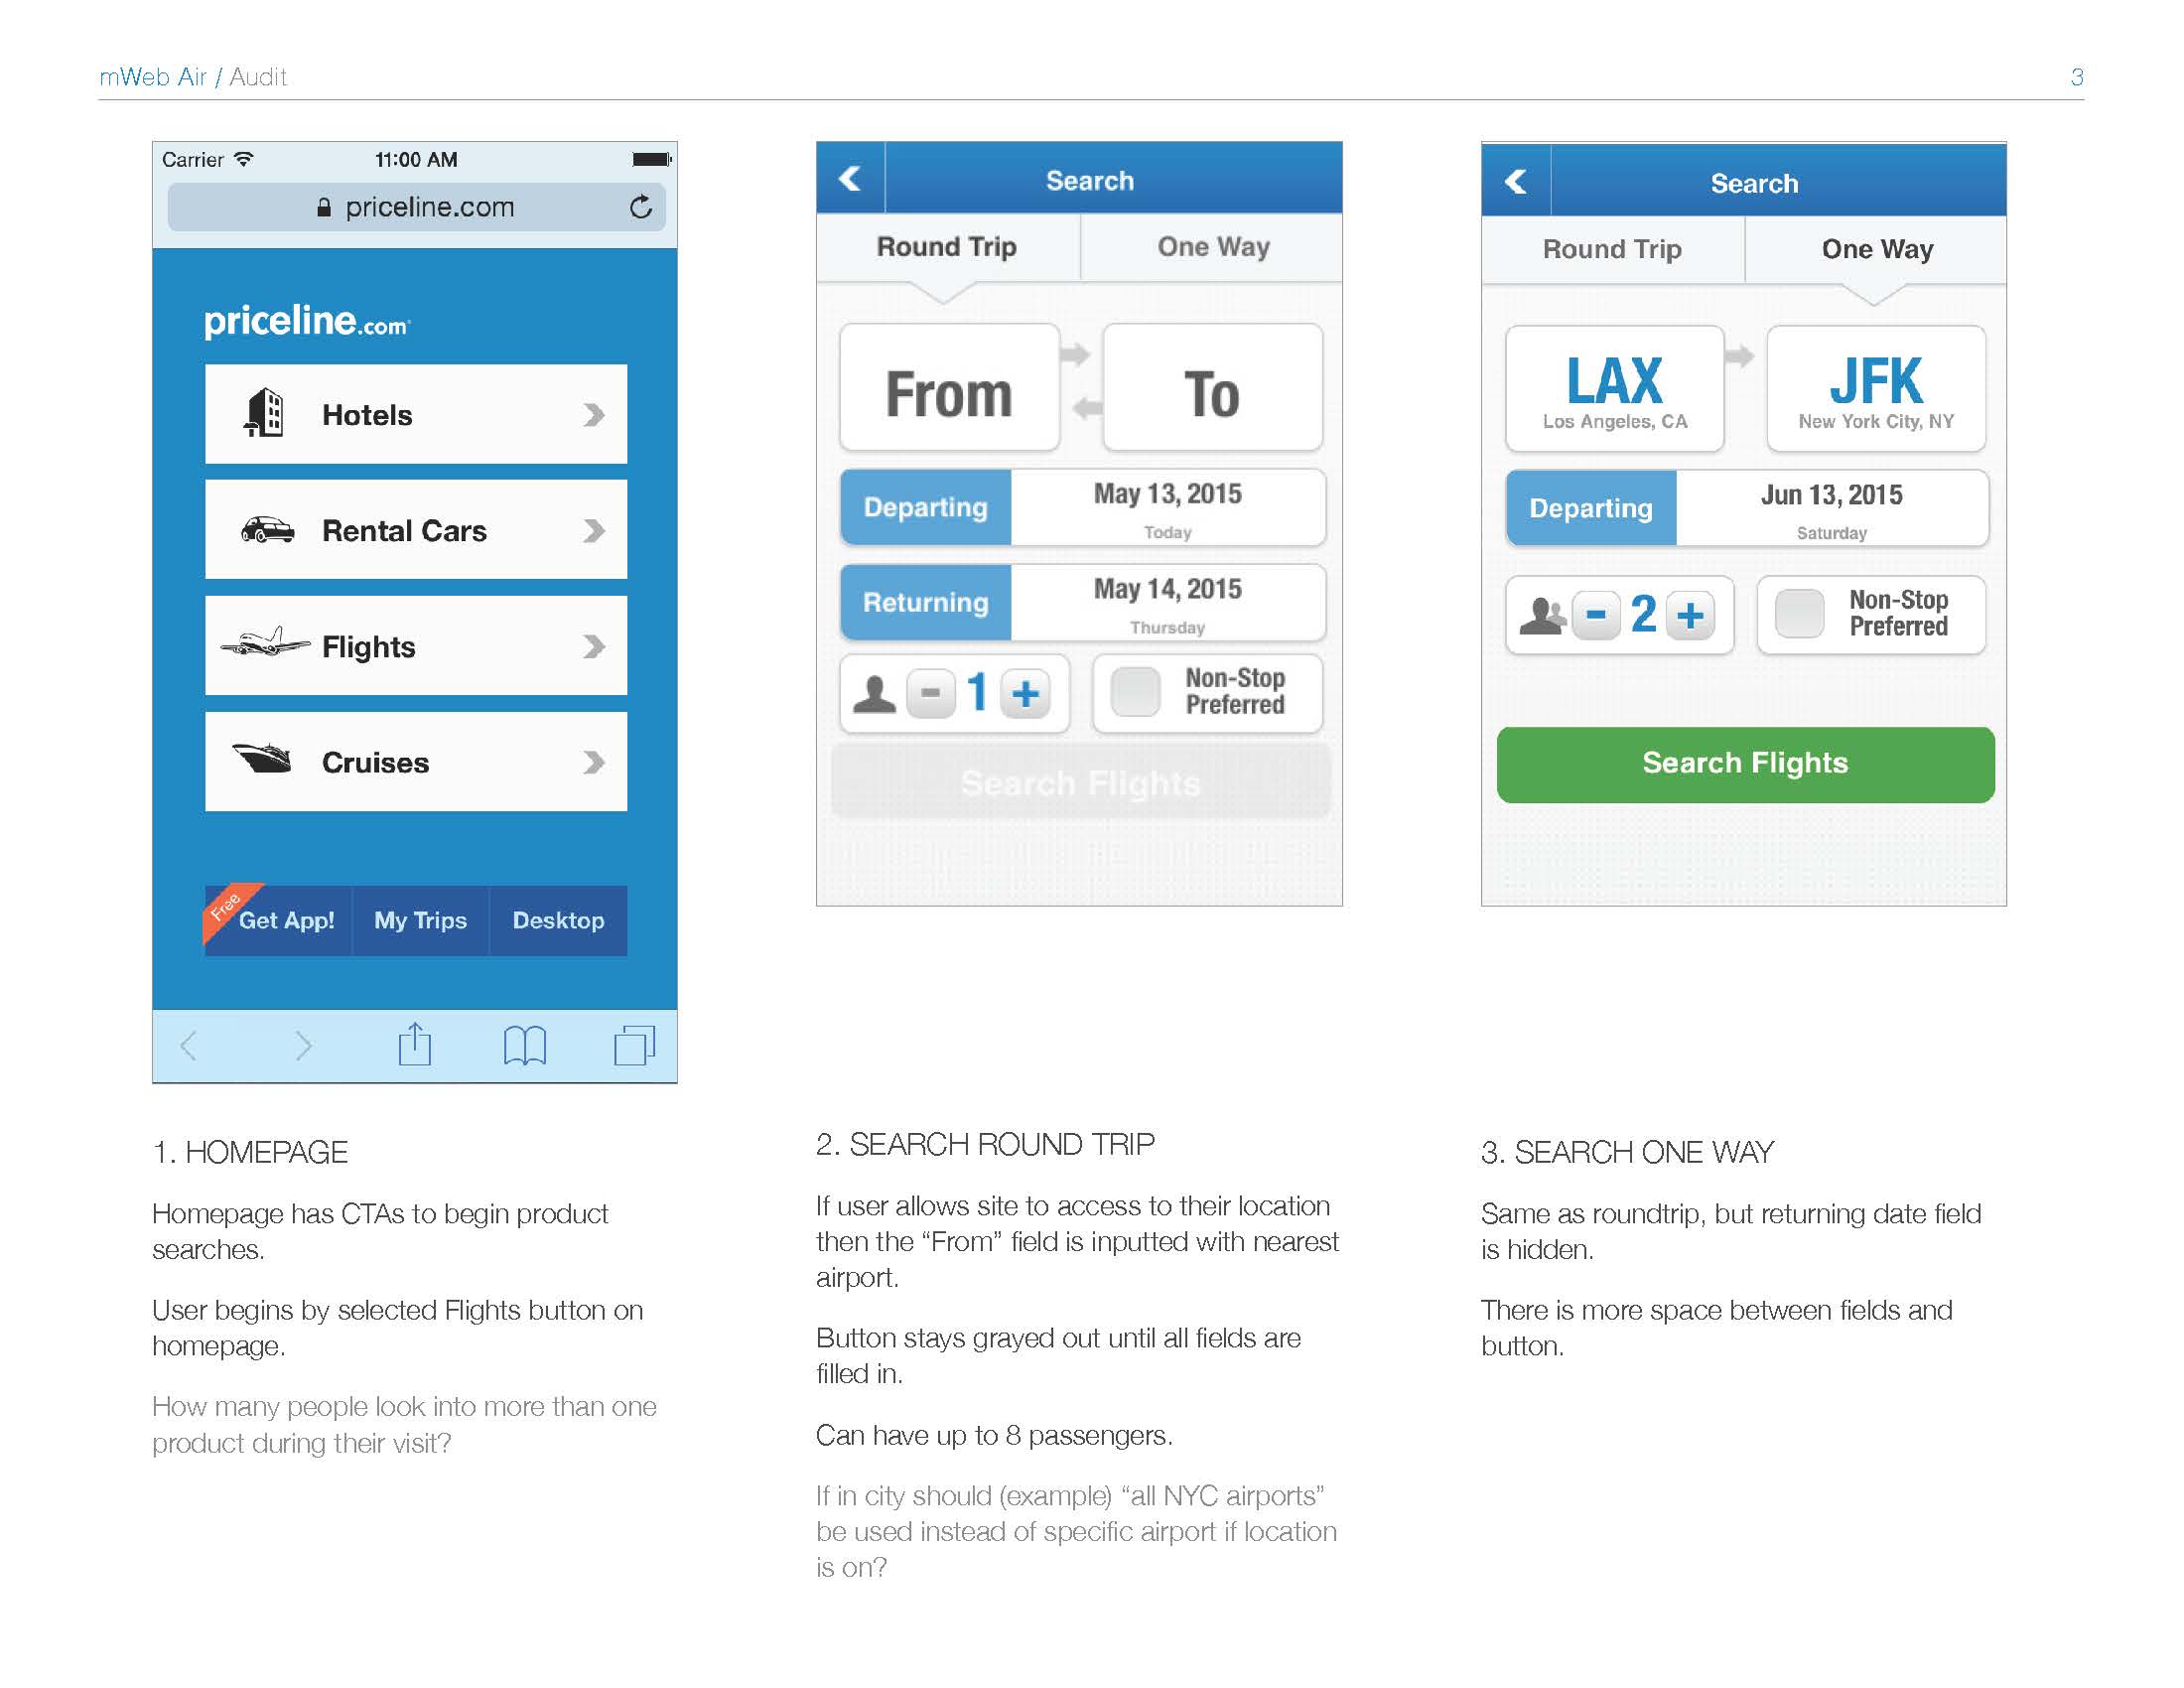 mWeb Air / Audit
3
Carrier
11:00 AM
priceline.com
priceline.com
Hotels
Rental Cars
Flights
Cruises
Free
Get App!
My Trips
Desktop
Search
Round Trip
One Way
From
To
Departing
May 13, 2015
Today
Returning
May 14, 2015
Thursday
- 1 +
Non-Stop
Preferred
Search Flights
Search
Round Trip
One Way
LAX
Los Angeles, CA
JFK
New York City, NY
Departing
Jun 13, 2015
Saturday
- 2 +
Non-Stop
Preferred
Search Flights
1. HOMEPAGE
Homepage has CTAs to begin product
searches.
User begins by selected Flights button on
homepage.
How many people look into more than one
product during their visit?
2. SEARCH ROUND TRIP
If user allows site to access to their location
then the “From” field is inputted with nearest
airport.
Button stays grayed out until all fields are
filled in.
Can have up to 8 passengers.
If in city should (example) “all NYC airports”
be used instead of specific airport if location
is on?
3. SEARCH ONE WAY
Same as roundtrip, but returning date field
is hidden.
There is more space between fields and
button.